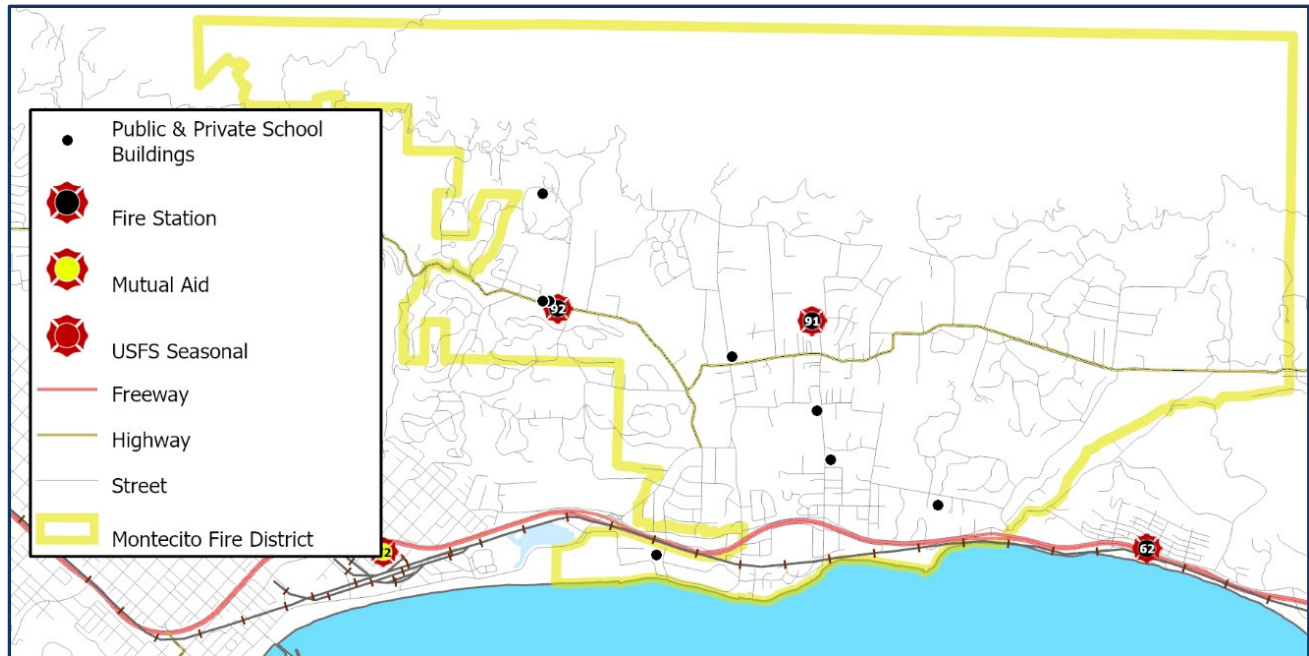 Public & Private School
Buildings
Fire Station
Mutual Aid
USFS Seasonal
Freeway
Highway
Street
Montecito Fire District
92
91
62